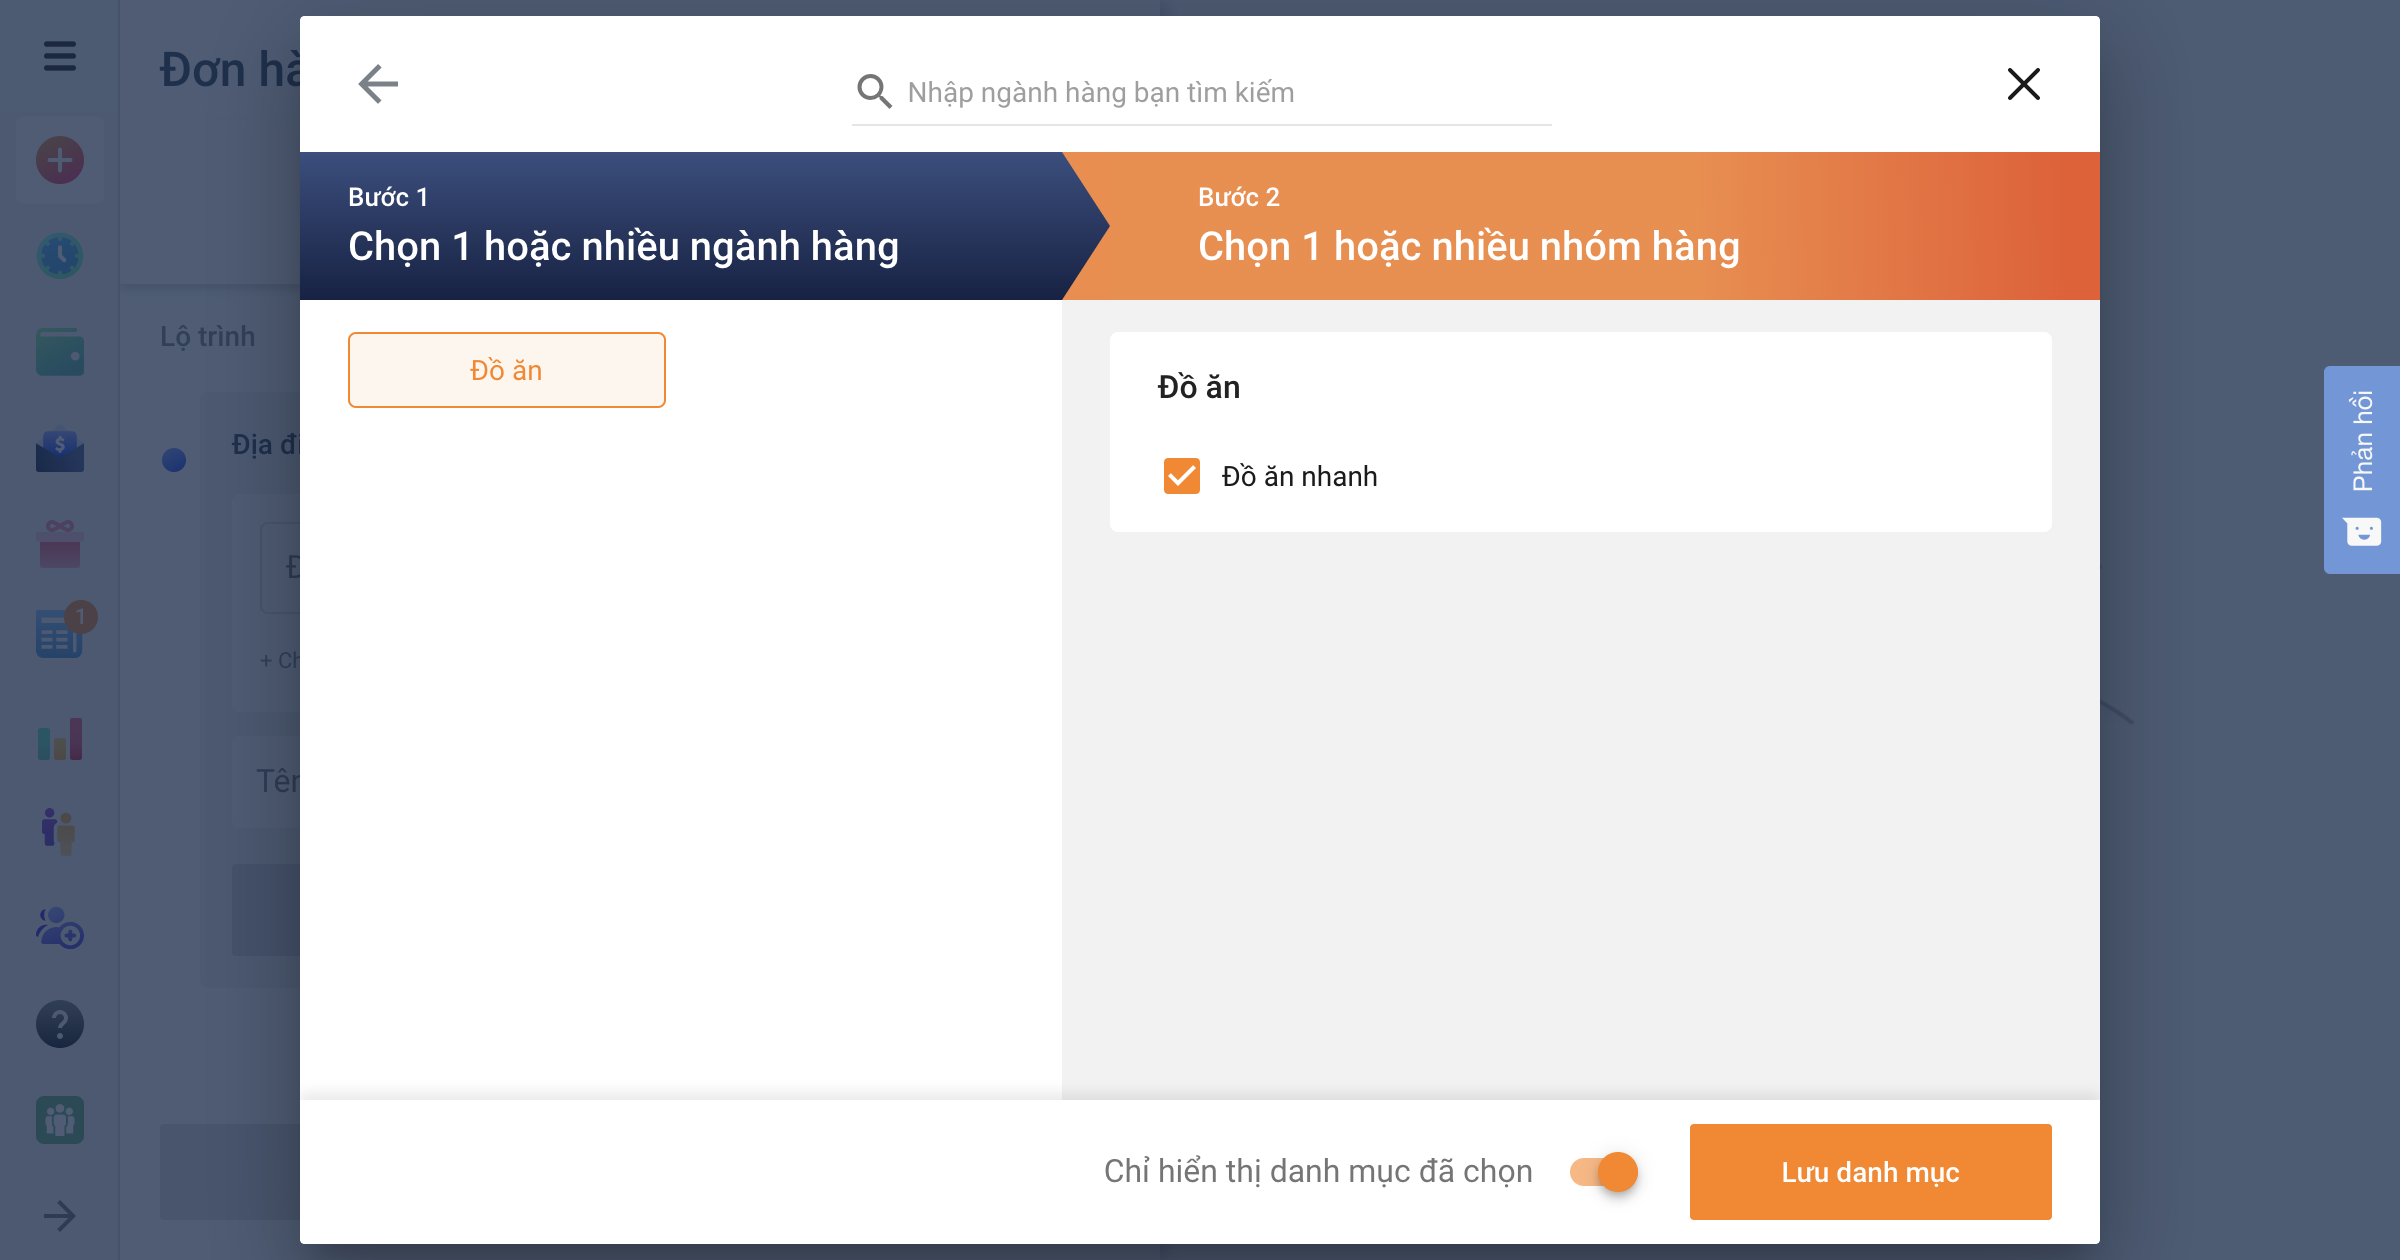 Đơn hà
Nhập ngành hàng bạn tìm kiếm
Bước 1
Chọn 1 hoặc nhiều ngành hàng
Bước 2
Chọn 1 hoặc nhiều nhóm hàng
Lộ trình
Đồ ăn
Đồ ăn
Đồ ăn nhanh
Địa đi
Đ
+ Ch
Tên
1
Phản hồi
Chỉ hiển thị danh mục đã chọn
Lưu danh mục